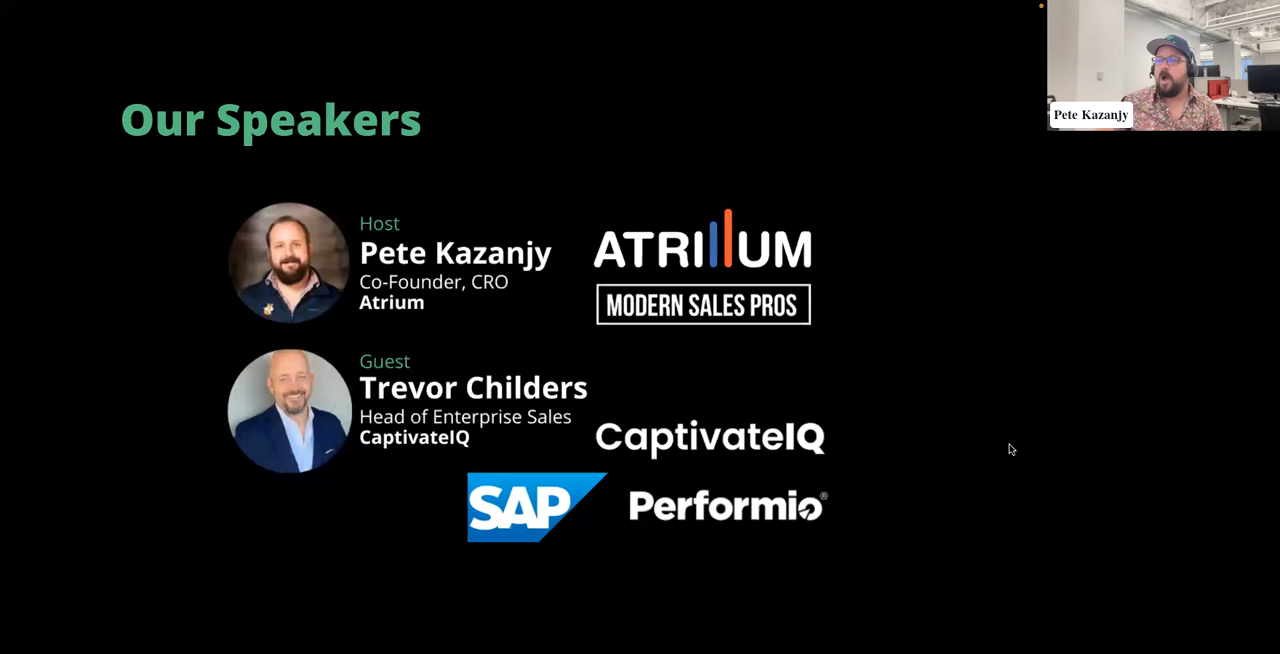 Our Speakers
Host
Pete Kazanjy
Co-Founder, CRO
Atrium
ATRIUM
MODERN SALES PROS
Guest
Trevor Childers
Head of Enterprise Sales
CaptivateIQ
CaptivateIQ
SAP
Performio®
Pete Kazanjy